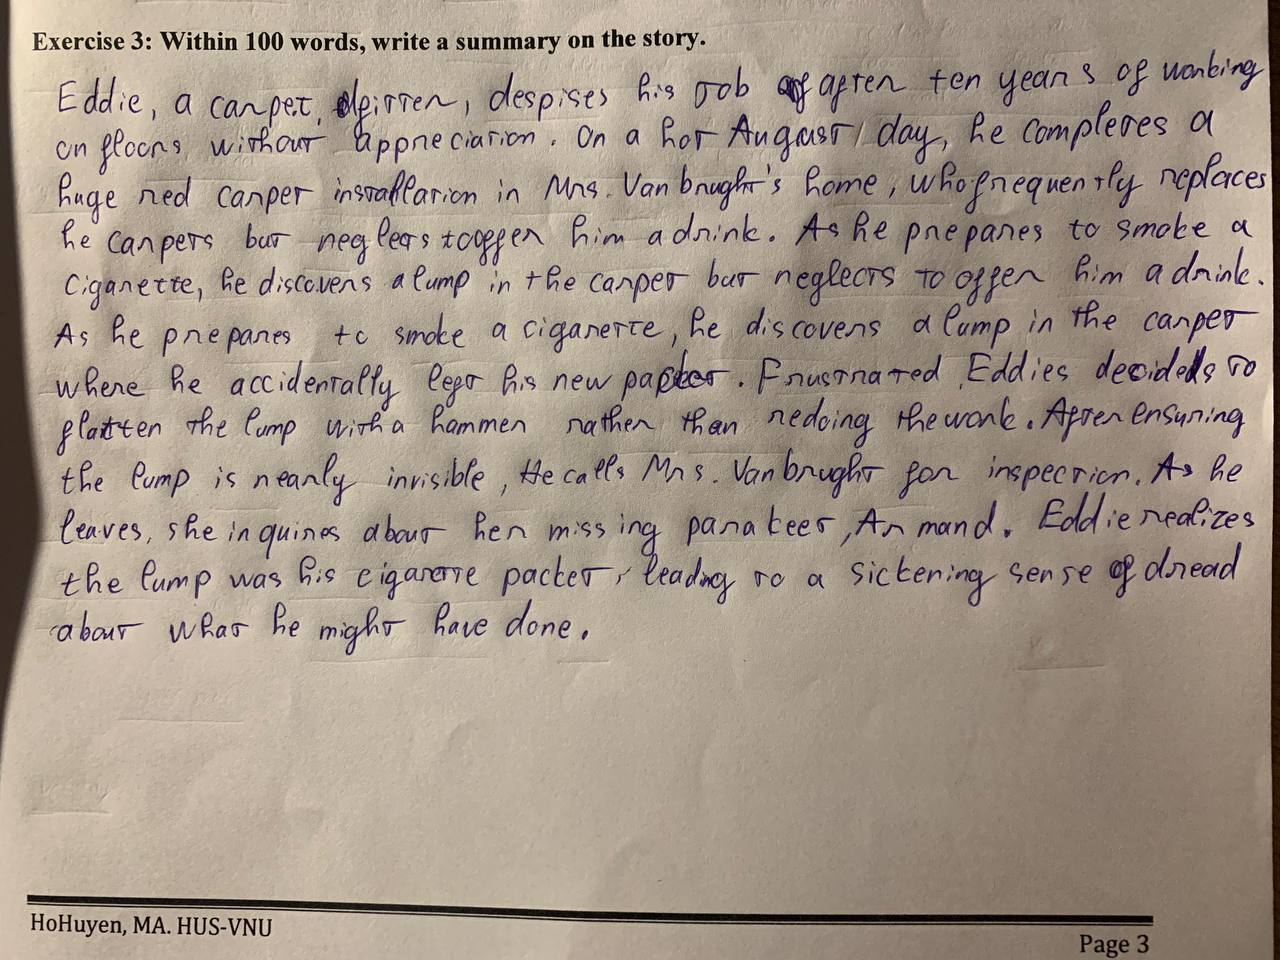 Exercise 3: Within 100 words, write a summary on the story.
Eddie, a carpet fitter, despises his job after ten years of working
on floors without appreciation. On a hot August day, he completes a
huge red carpet installation in Mrs. Vanbrught's home, who frequently replaces
he carpets but neglects to offer him a drink. As he prepares to smoke a
cigarette, he discovers a lump in the carpet but neglects to offer him a drink.
As he prepares to smoke a cigarette, he discovers a lump in the carpet
where he accidentally left his new packet. Frustrated, Eddies decides to
flatten the lump with a hammer rather than redoing the work. After ensuring
the lump is nearly invisible, He calls Mrs. Vanbrught for inspection. As he
leaves, she inquires about her missing parakeet, Armand. Eddie realizes
the lump was his cigarette packet, leading to a sickening sense of dread
about what he might have done.
HoHuyen, MA. HUS-VNU
Page 3